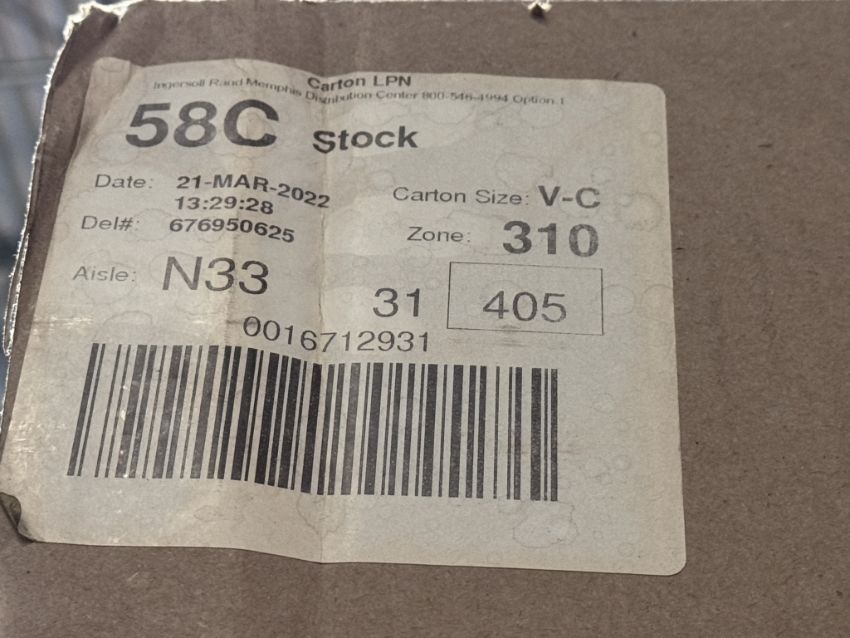 Carton LPN
Ingersoll Rand Memphis Distribution Center 800-546-4994 Option 1
58C Stock
Date: 21-MAR-2022 Carton Size: V-C
13:29:28
Del#: 676950625 Zone: 310
Aisle: N33 31 405
0016712931